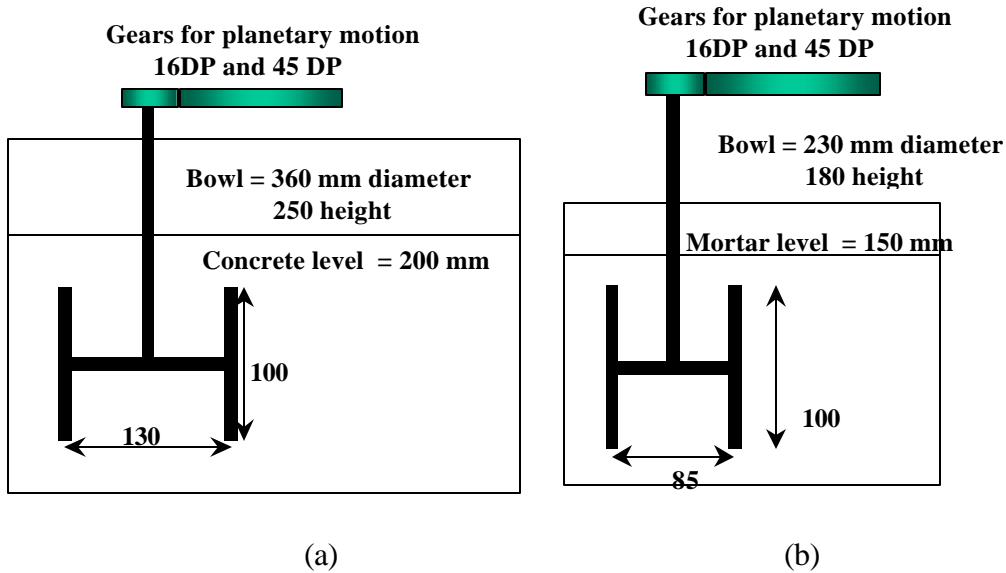 Gears for planetary motion
16DP and 45 DP
Bowl = 360 mm diameter
250 height
Concrete level = 200 mm
100
130
(a)
Gears for planetary motion
16DP and 45 DP
Bowl = 230 mm diameter
180 height
Mortar level = 150 mm
100
85
(b)